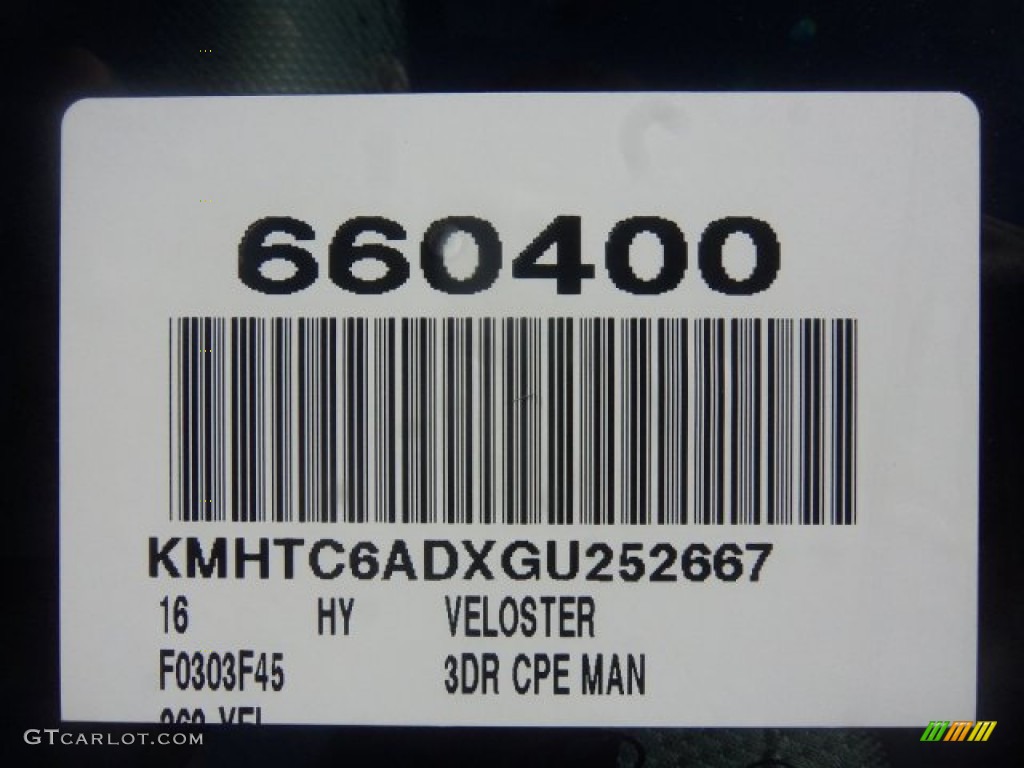 660400
KMHTC6ADXGU252667
16 HY VELOSTER
F0303F45 3DR CPE MAN
GTCARLOT.COM